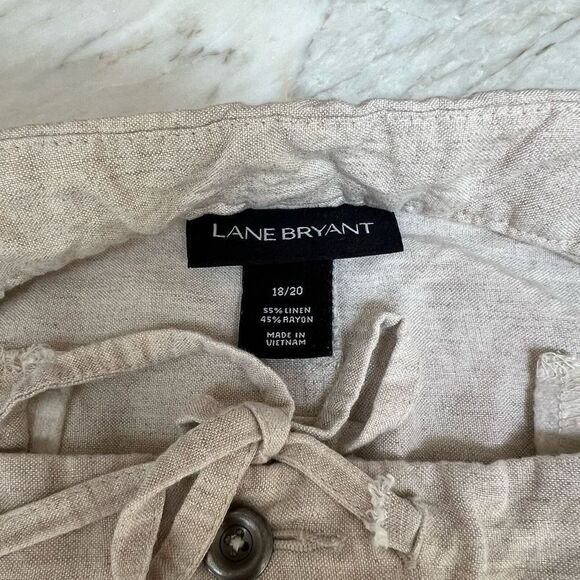 LANE BRYANT
18/20
55% LINEN
45% RAYON
MADE IN
VIETNAM